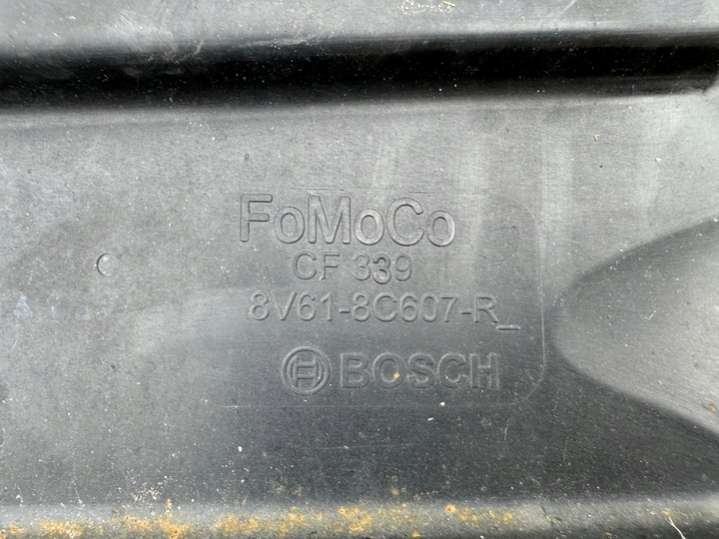 FoMoCo
CF 339
8V61-8C607-R_
BOSCH